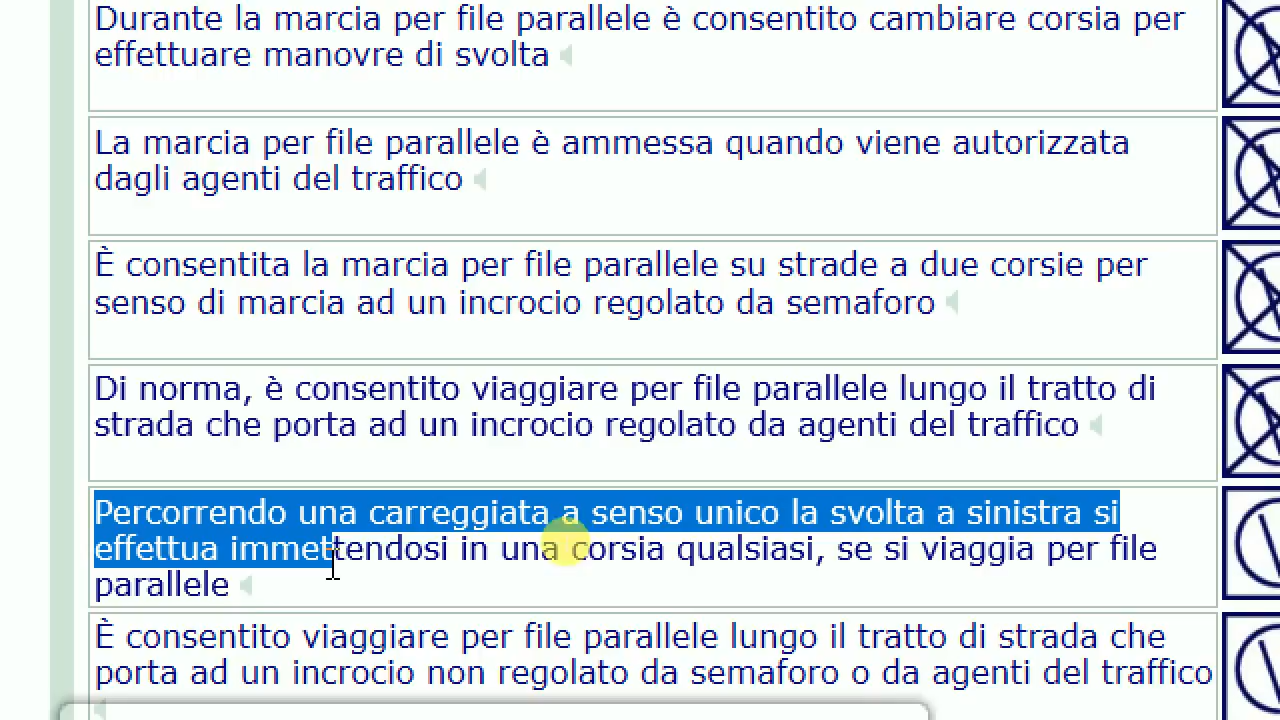 Durante la marcia per file parallele è consentito cambiare corsia per
effettuare manovre di svolta
La marcia per file parallele è ammessa quando viene autorizzata
dagli agenti del traffico
È consentita la marcia per file parallele su strade a due corsie per
senso di marcia ad un incrocio regolato da semaforo
Di norma, è consentito viaggiare per file parallele lungo il tratto di
strada che porta ad un incrocio regolato da agenti del traffico
Percorrendo una carreggiata a senso unico la svolta a sinistra si
effettua immettendosi in una corsia qualsiasi, se si viaggia per file
parallele
È consentito viaggiare per file parallele lungo il tratto di strada che
porta ad un incrocio non regolato da semaforo o da agenti del traffico